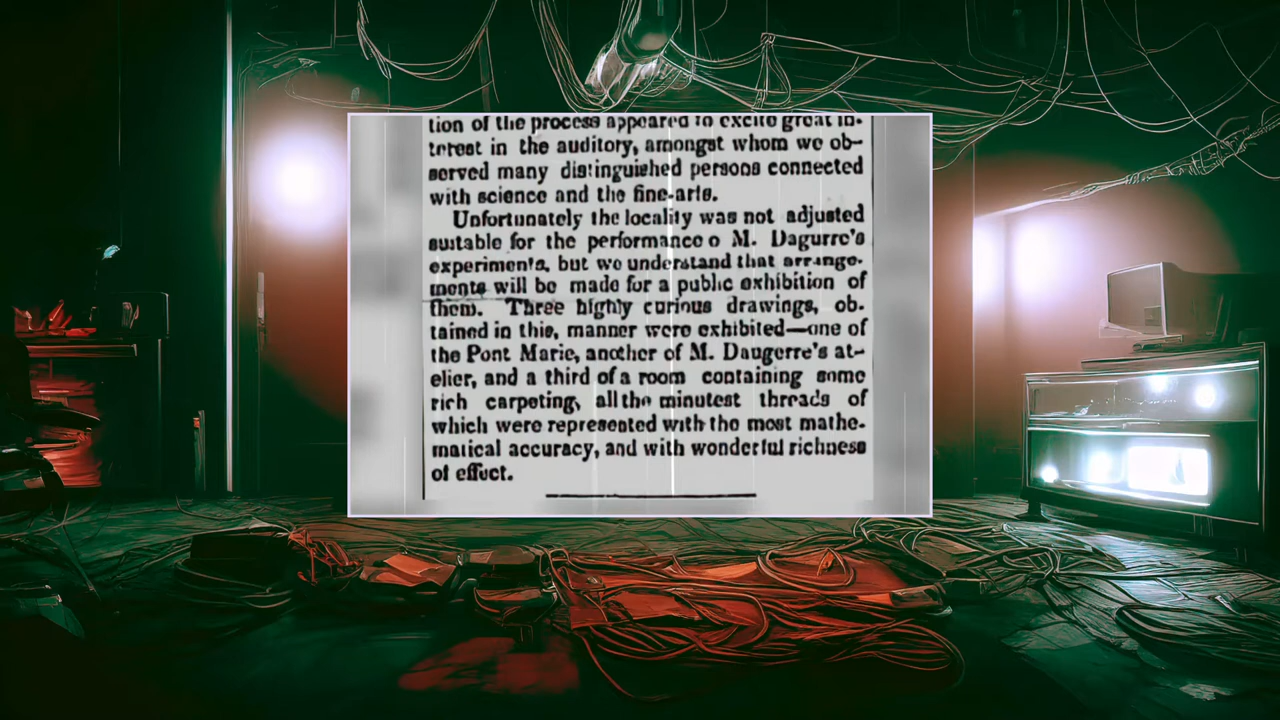 tion of the process appeared to excite great in-
terest in the auditory, amongst whom we ob-
served many distinguished persons connected
with science and the fine-arts.
Unfortunately the locality was not adjusted
suitable for the performance o M. Dagurre's
experiments, but we understand that arrange-
ments will be made for a public exhibition of
them. Three highly curious drawings, ob-
tained in this, manner were exhibited—one of
the Pont Marie, another of M. Daugerre's at-
elier, and a third of a room containing some
rich carpeting, all the minutest threads of
which were represented with the most mathe-
matical accuracy, and with wonderful richness
of effect.